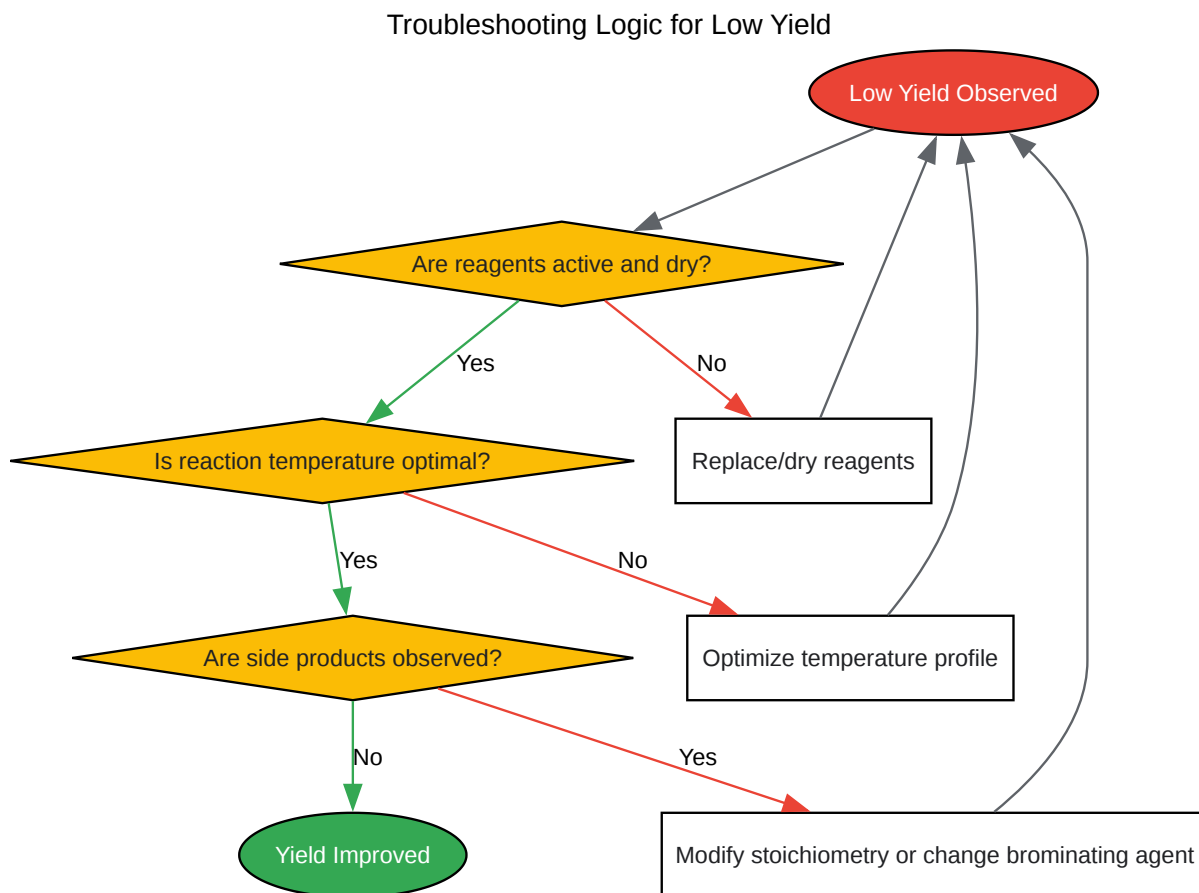 Troubleshooting Logic for Low Yield
Low Yield Observed
Are reagents active and dry?
Yes
No
Is reaction temperature optimal?
Replace/dry reagents
Yes
No
Are side products observed?
Optimize temperature profile
No
Yes
Yield Improved
Modify stoichiometry or change brominating agent